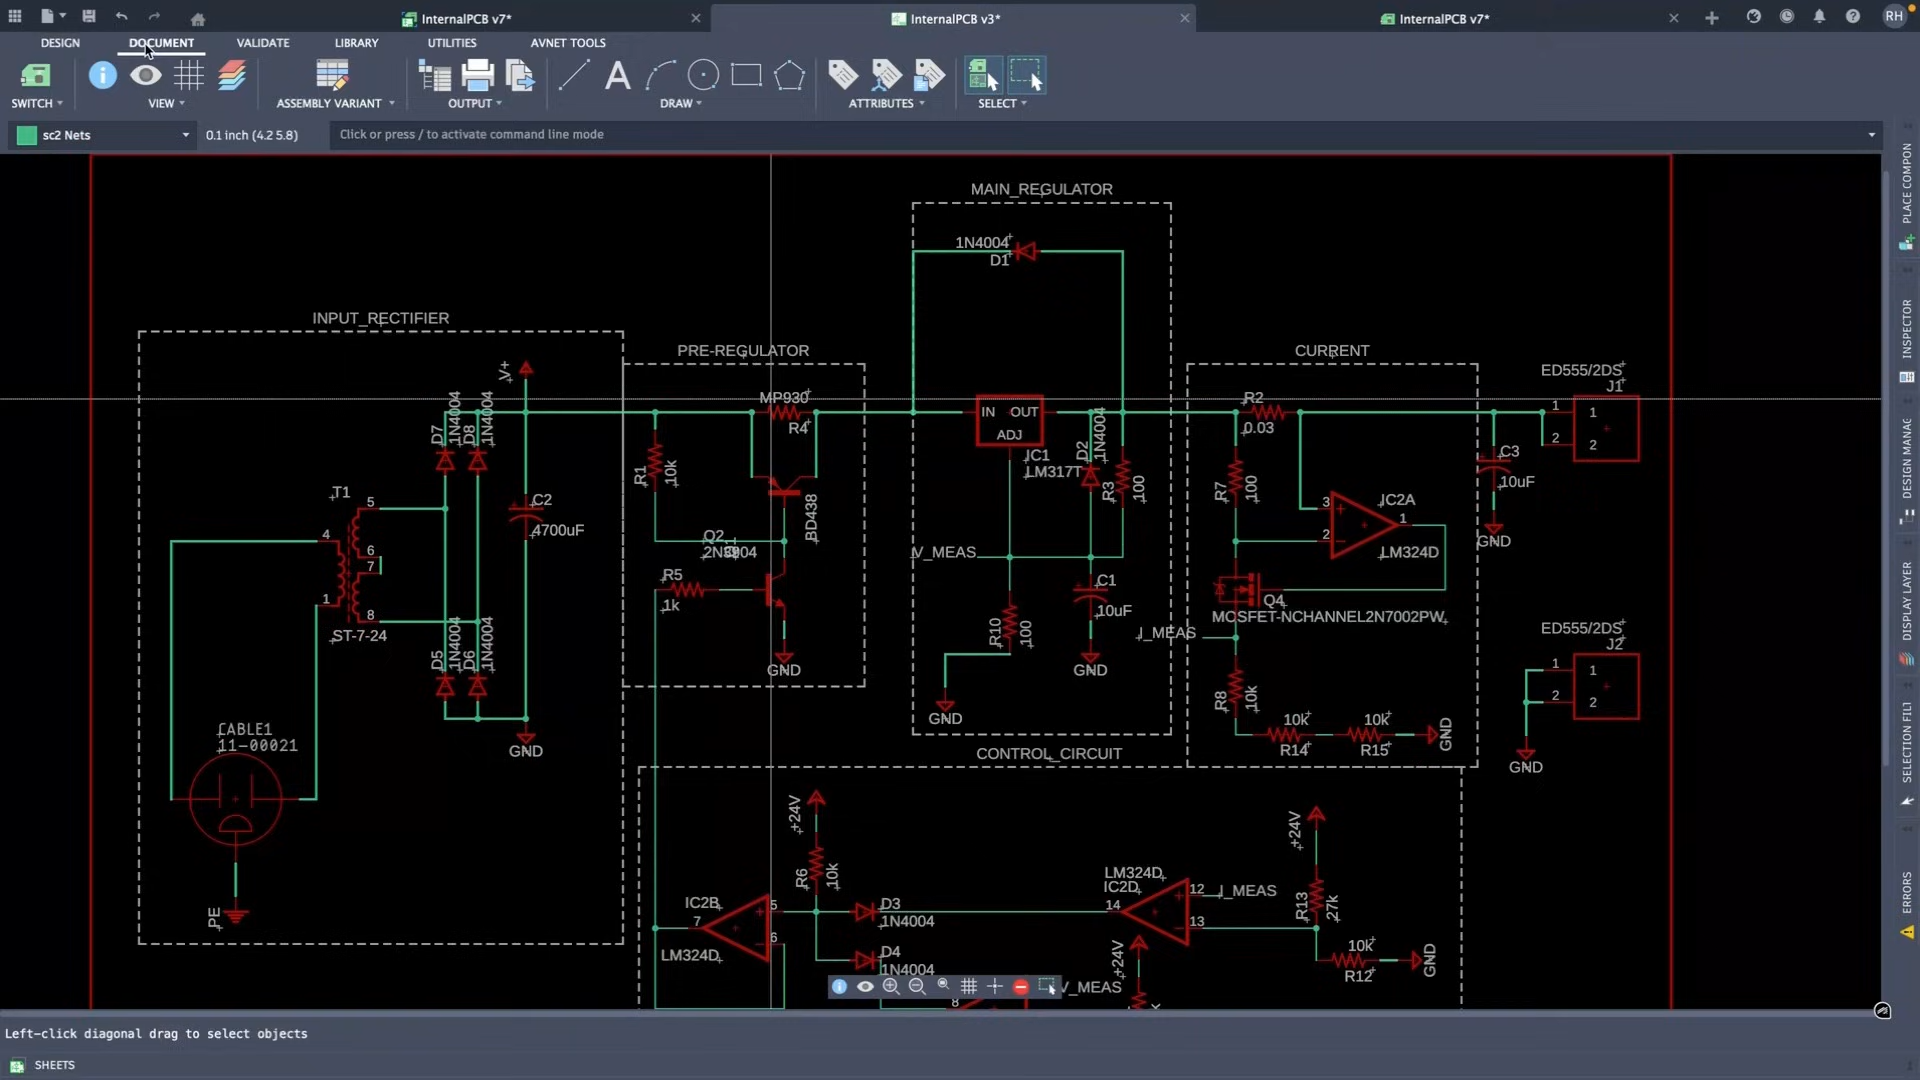 InternalPCB v7*
InternalPCB v3*
InternalPCB v7*
RH
DESIGN
DOCUMENT
VALIDATE
LIBRARY
UTILITIES
AVNET TOOLS
SWITCH
VIEW
ASSEMBLY VARIANT
OUTPUT
DRAW
ATTRIBUTES
SELECT
sc2 Nets
0.1 inch (4.2 5.8)
Click or press / to activate command line mode
PLACE COMPON
INSPECTOR
DESIGN MANAC
DISPLAY LAYER
SELECTION FILT
ERRORS
INPUT_RECTIFIER
V+
D7
1N4004
D8
1N4004
C2
4700uF
T1
5
4
6
7
1
8
ST-7-24
D5
1N4004
D6
1N4004
GND
CABLE1
11-00021
PE
PRE-REGULATOR
MP930
R4
R1
10k
BD438
Q2
R5
1k
GND
MAIN_REGULATOR
1N4004
D1
IN OUT
ADJ
IC1
LM317T
D2
1N4004
R3
100
V_MEAS
C1
10uF
R10
100
GND
GND
CURRENT
R2
0.03
R7
100
3
2
1
IC2A
LM324D
Q4
MOSFET-NCHANNEL2N7002PW
I_MEAS
R8
10k
10k
R14
10k
R15
GND
C3
10uF
GND
ED555/2DS
J1
1 1
2 2
ED555/2DS
J2
1 1
2 2
GND
CONTROL_CIRCUIT
+24V
R6
10k
IC2B
7
5
6
LM324D
D3
1N4004
D4
1N4004
LM324D
IC2D
14
12
13
I_MEAS
+24V
R13
27k
10k
R12
GND
+24V
V_MEAS
8
Left-click diagonal drag to select objects
SHEETS